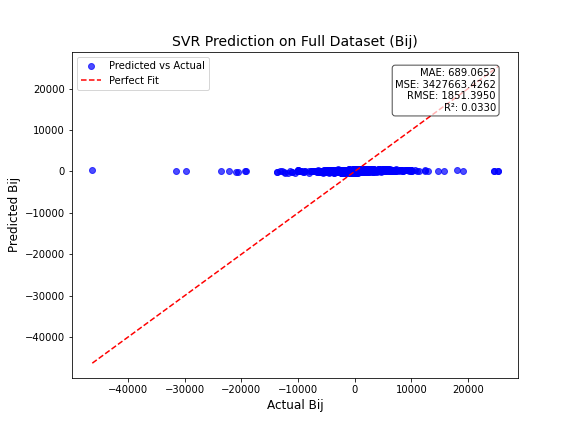 SVR Prediction on Full Dataset (Bij)
Predicted vs Actual
Perfect Fit
MAE: 689.0652
MSE: 3427663.4262
RMSE: 1851.3950
R²: 0.0330
20000
10000
0
−10000
−20000
−30000
−40000
Predicted Bij
−40000
−30000
−20000
−10000
0
10000
20000
Actual Bij